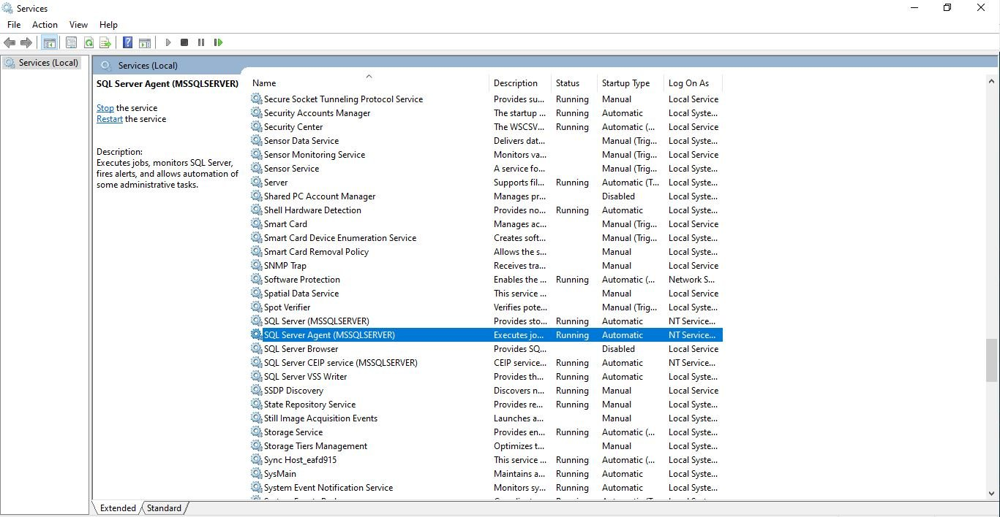 Services
File Action View Help
Services (Local)
Services (Local)
SQL Server Agent (MSSQLSERVER)
Stop the service
Restart the service
Description:
Executes jobs, monitors SQL Server,
fires alerts, and allows automation of
some administrative tasks.
Name Description Status Startup Type Log On As
Secure Socket Tunneling Protocol Service Provides su... Running Manual Local Service
Security Accounts Manager The startup ... Running Automatic Local Syste...
Security Center The WSCSV... Running Automatic (... Local Service
Sensor Data Service Delivers dat... Manual (Trig... Local Syste...
Sensor Monitoring Service Monitors va... Manual (Trig... Local Service
Sensor Service A service fo... Manual (Trig... Local Syste...
Server Supports fil... Running Automatic (T... Local Syste...
Shared PC Account Manager Manages pr... Disabled Local Syste...
Shell Hardware Detection Provides no... Running Automatic Local Syste...
Smart Card Manages ac... Manual (Trig... Local Service
Smart Card Device Enumeration Service Creates soft... Manual (Trig... Local Syste...
Smart Card Removal Policy Allows the s... Manual Local Syste...
SNMP Trap Receives tra... Manual Local Service
Software Protection Enables the ... Running Automatic (... Network S...
Spatial Data Service This service ... Manual Local Service
Spot Verifier Verifies pote... Manual (Trig... Local Syste...
SQL Server (MSSQLSERVER) Provides sto... Running Automatic NT Service...
SQL Server Agent (MSSQLSERVER) Executes jo... Running Automatic NT Service...
SQL Server Browser Provides SQ... Disabled Local Service
SQL Server CEIP service (MSSQLSERVER) CEIP service... Running Automatic NT Service...
SQL Server VSS Writer Provides th... Running Automatic Local Syste...
SSDP Discovery Discovers n... Running Manual Local Service
State Repository Service Provides re... Running Manual Local Syste...
Still Image Acquisition Events Launches a... Manual Local Syste...
Storage Service Provides en... Running Automatic (... Local Syste...
Storage Tiers Management Optimizes t... Manual Local Syste...
Sync Host_eafd915 This service ... Running Automatic (... Local Syste...
SysMain Maintains a... Running Automatic Local Syste...
System Event Notification Service Monitors sy... Running Automatic Local Syste...
Extended Standard